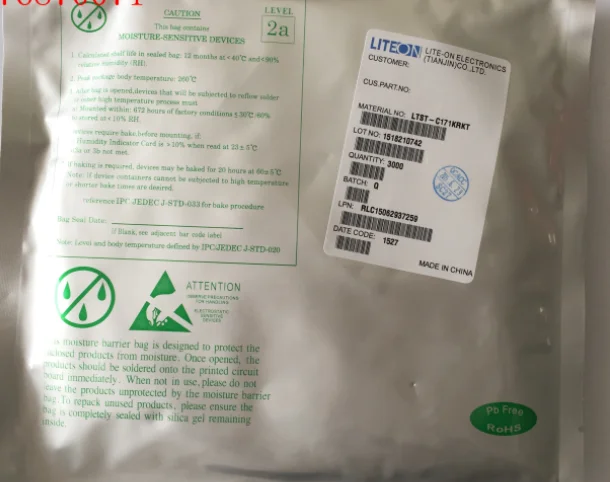 CAUTION
This bag contains
MOISTURE-SENSITIVE DEVICES
LEVEL
2a
1. Calculated shelf life in sealed bag: 12 months at <40℃ and <90%
relative humidity (RH).
2. Peak package body temperature: 260℃
3. After bag is opened, devices that will be subjected to reflow solder
or other high temperature process must
Mounted within: 672 hours of factory conditions ≤30℃/60%
stored at <10% RH.
Devices require bake, before mounting, if:
Humidity Indicator Card is >10% when read at 23±5℃
3a or 3b not met.
If baking is required, devices may be baked for 20 hours at 60±5℃
Note: if device containers cannot be subjected to high temperature
or shorter bake times are desired.
reference IPC-JEDEC J-STD-033 for bake procedure
Bag Seal Date:
If Blank, see adjacent bar code label
Note: Level and body temperature defined by IPC-JEDEC J-STD-020
LITEON
LITE-ON ELECTRONICS
(TIANJIN)CO.,LTD.
CUSTOMER:
CUS.PART.NO:
MATERIAL NO: LTST-C171KRKT
LOT NO: 1518210742
QUANTITY: 3000
BATCH: Q
LPN: RLC15062937259
DATE CODE: 1527
MADE IN CHINA
ATTENTION
OBSERVE PRECAUTIONS
FOR HANDLING
ELECTROSTATIC
SENSITIVE
DEVICES
moisture barrier bag is designed to protect the
enclosed products from moisture. Once opened, the
products should be soldered onto the printed circuit
board immediately. When not in use, please do not
leave the products unprotected by the moisture barrier
bag. To repack unused products, please ensure the
bag is completely sealed with silica gel remaining
inside.
Pb Free
RoHS